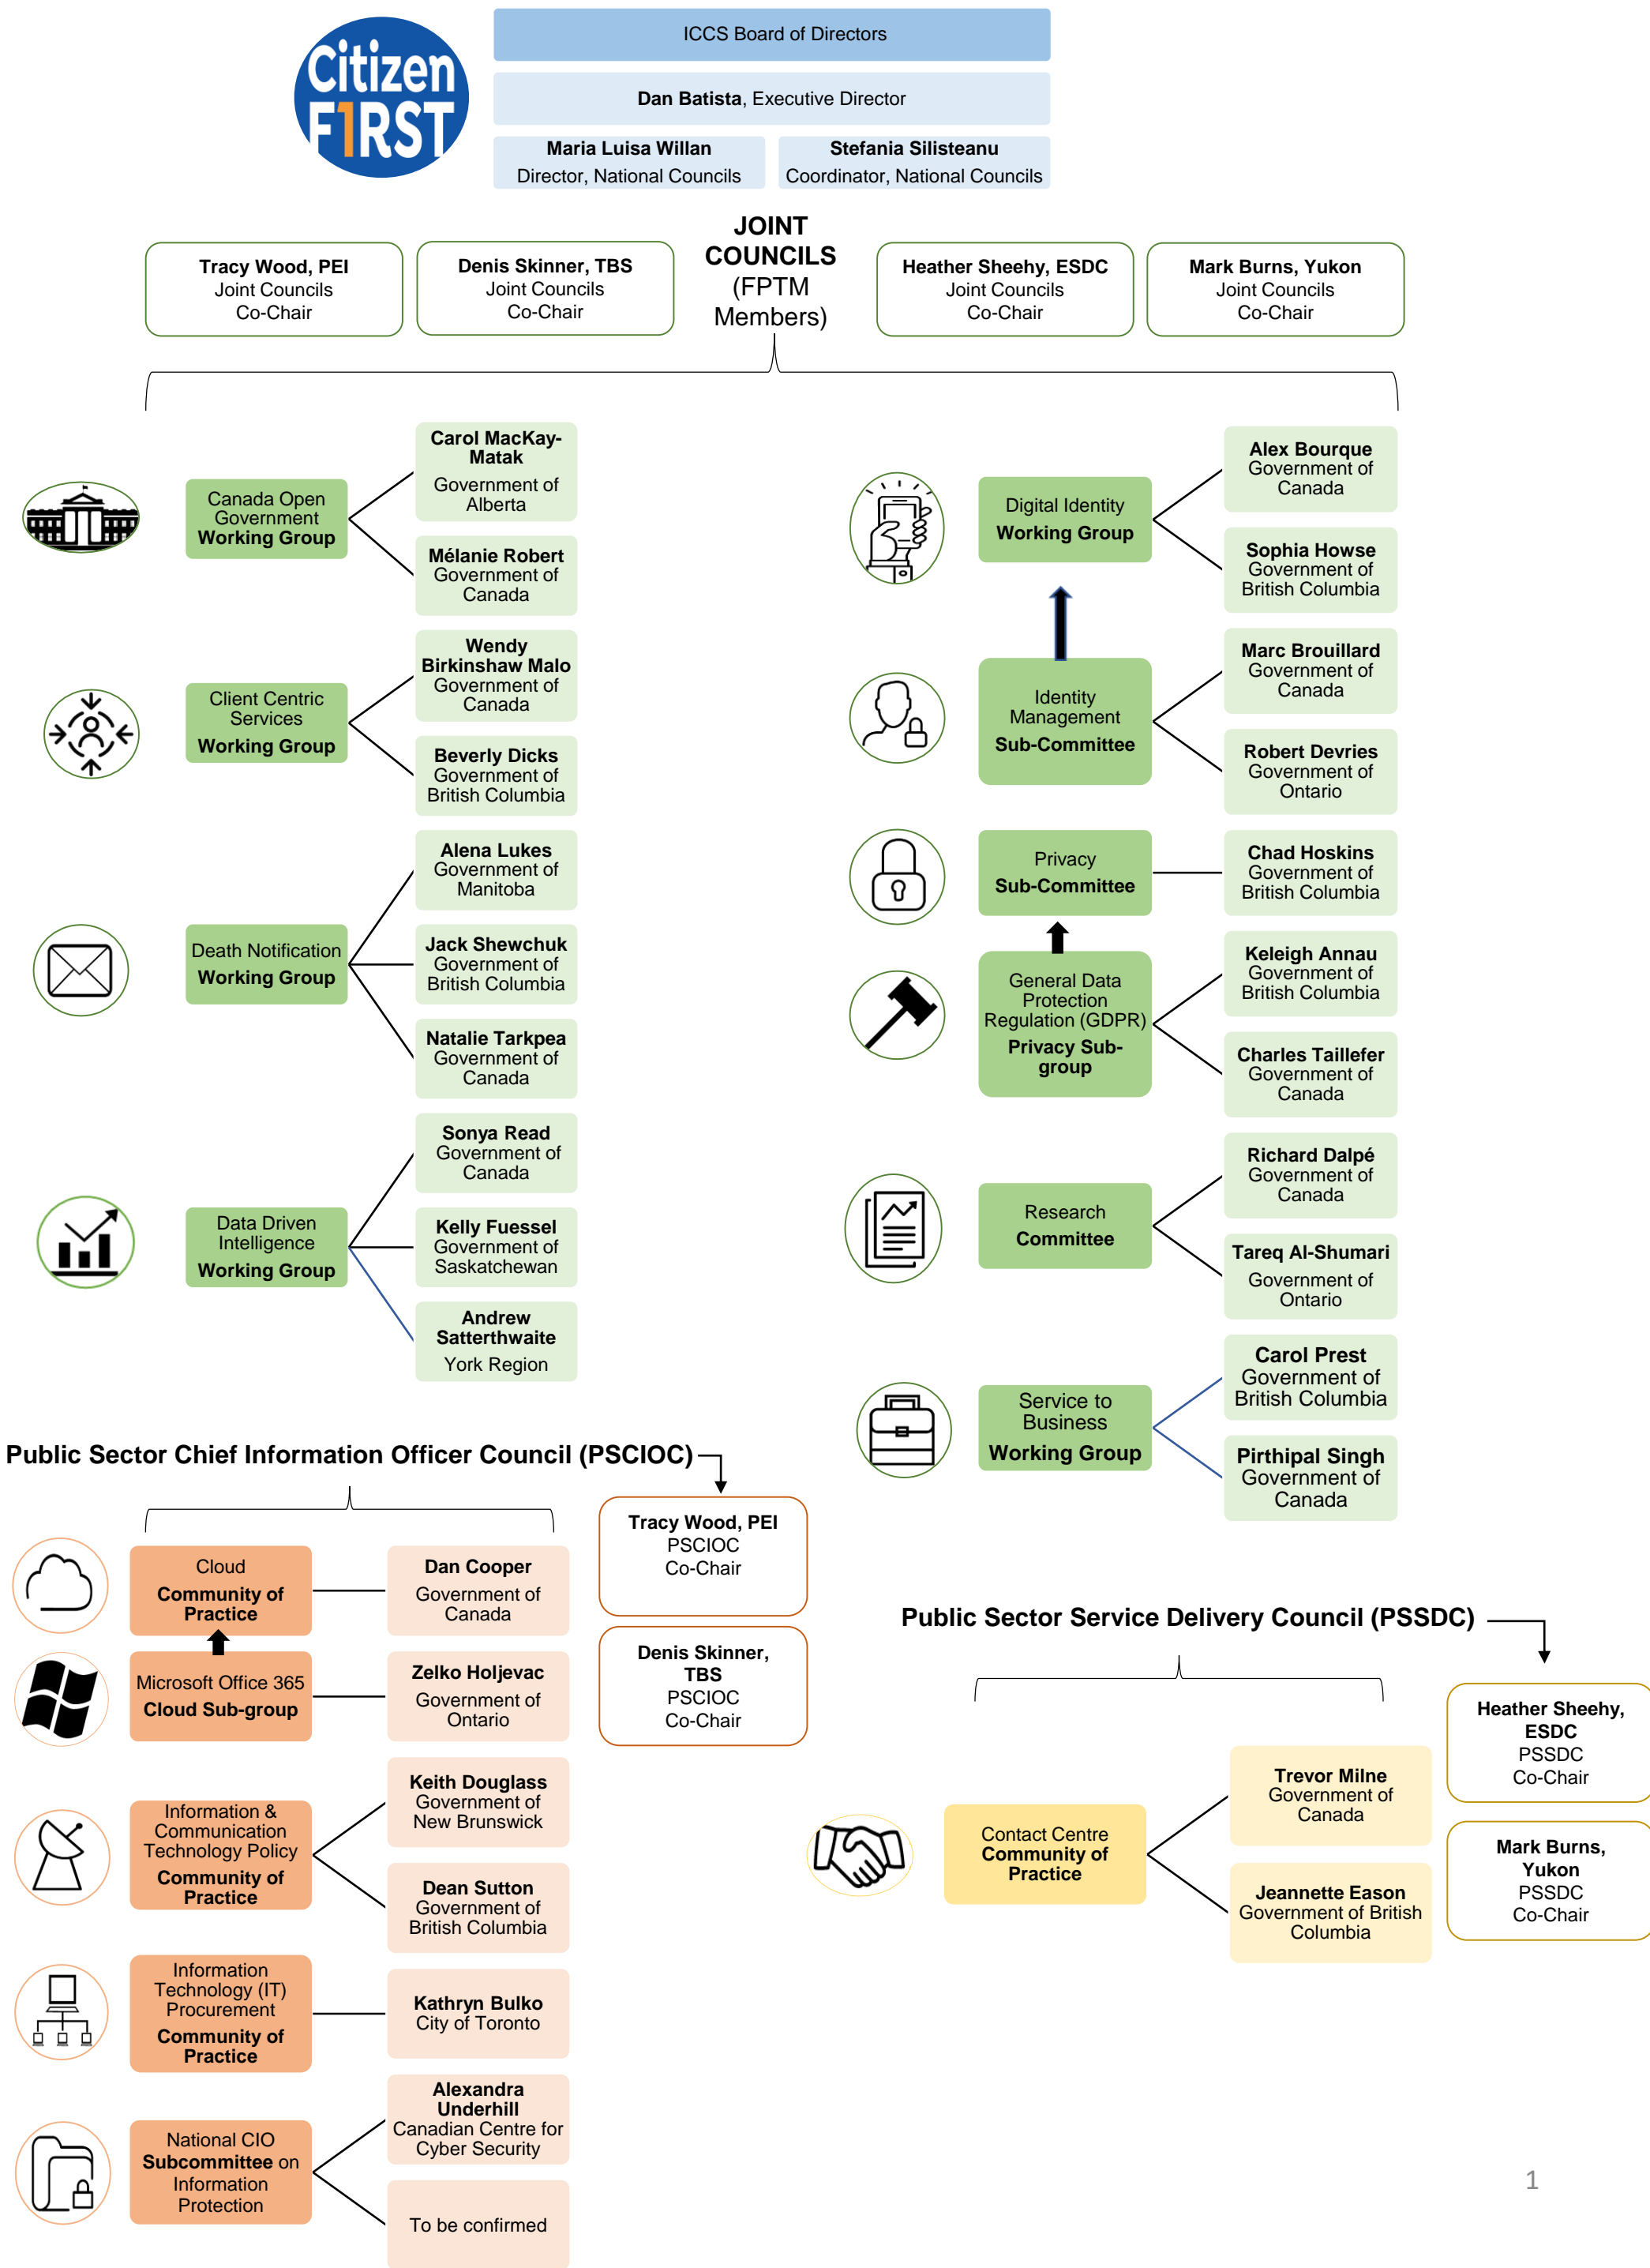 Citizen
F1RST
ICCS Board of Directors
Dan Batista, Executive Director
Maria Luisa Willan
Director, National Councils
Stefania Silisteanu
Coordinator, National Councils
JOINT
COUNCILS
(FPTM
Members)
Tracy Wood, PEI
Joint Councils
Co-Chair
Denis Skinner, TBS
Joint Councils
Co-Chair
Heather Sheehy, ESDC
Joint Councils
Co-Chair
Mark Burns, Yukon
Joint Councils
Co-Chair
Canada Open
Government
Working Group
Carol MacKay-
Matak
Government of
Alberta
Mélanie Robert
Government of
Canada
Client Centric
Services
Working Group
Wendy
Birkinshaw Malo
Government of
Canada
Beverly Dicks
Government of
British Columbia
Death Notification
Working Group
Alena Lukes
Government of
Manitoba
Jack Shewchuk
Government of
British Columbia
Natalie Tarkpea
Government of
Canada
Data Driven
Intelligence
Working Group
Sonya Read
Government of
Canada
Kelly Fuessel
Government of
Saskatchewan
Andrew
Satterthwaite
York Region
Digital Identity
Working Group
Alex Bourque
Government of
Canada
Sophia Howse
Government of
British Columbia
Identity
Management
Sub-Committee
Marc Brouillard
Government of
Canada
Robert Devries
Government of
Ontario
Privacy
Sub-Committee
Chad Hoskins
Government of
British Columbia
General Data
Protection
Regulation (GDPR)
Privacy Sub-
group
Keleigh Annau
Government of
British Columbia
Charles Taillefer
Government of
Canada
Research
Committee
Richard Dalpé
Government of
Canada
Tareq Al-Shumari
Government of
Ontario
Service to
Business
Working Group
Carol Prest
Government of
British Columbia
Pirthipal Singh
Government of
Canada
Public Sector Chief Information Officer Council (PSCIOC)
Tracy Wood, PEI
PSCIOC
Co-Chair
Denis Skinner,
TBS
PSCIOC
Co-Chair
Cloud
Community of
Practice
Dan Cooper
Government of
Canada
Microsoft Office 365
Cloud Sub-group
Zelko Holjevac
Government of
Ontario
Information &
Communication
Technology Policy
Community of
Practice
Keith Douglass
Government of
New Brunswick
Dean Sutton
Government of
British Columbia
Information
Technology (IT)
Procurement
Community of
Practice
Kathryn Bulko
City of Toronto
National CIO
Subcommittee on
Information
Protection
Alexandra
Underhill
Canadian Centre for
Cyber Security
To be confirmed
Public Sector Service Delivery Council (PSSDC)
Heather Sheehy,
ESDC
PSSDC
Co-Chair
Mark Burns,
Yukon
PSSDC
Co-Chair
Contact Centre
Community of
Practice
Trevor Milne
Government of
Canada
Jeannette Eason
Government of British
Columbia
1